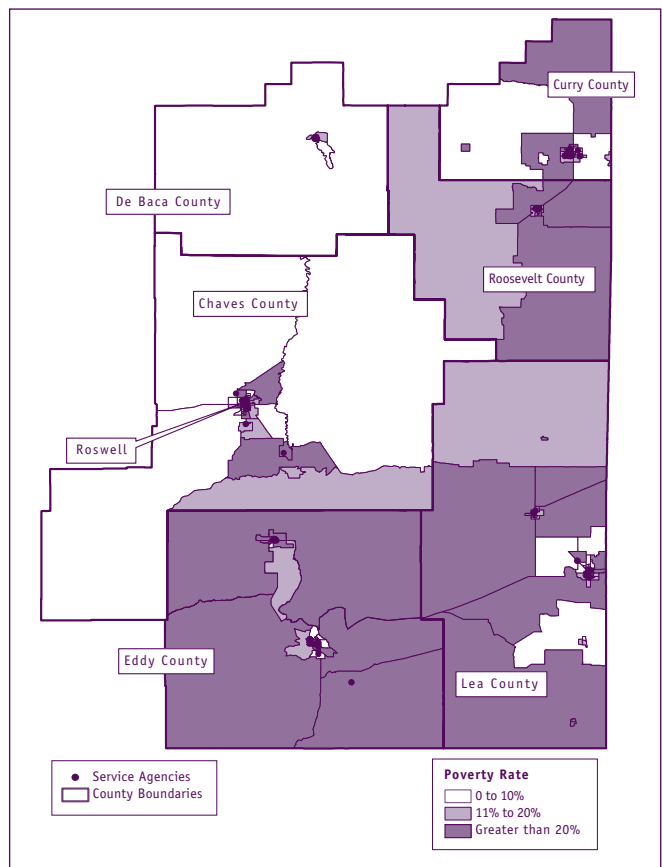 Curry County
De Baca County
Roosevelt County
Chaves County
Roswell
Eddy County
Lea County
Service Agencies
County Boundaries
Poverty Rate
0 to 10%
11% to 20%
Greater than 20%